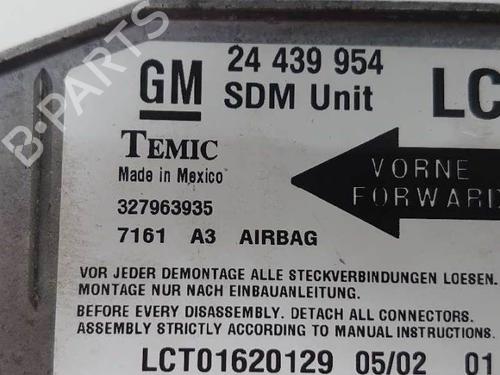 GM 24 439 954 LC
SDM Unit
TEMIC
Made in Mexico
VORNE
FORWARD
327963935
7161 A3 AIRBAG
VOR JEDER DEMONTAGE ALLE STECKVERBINDUNGEN LOESEN.
MONTAGE NUR NACH EINBAUANLEITUNG.
BEFORE EVERY DISASSEMBLY. DETACH ALL CONNECTORS.
ASSEMBLY STRICTLY ACCORDING TO MANUAL INSTRUCTIONS.
LCT01620129 05/02 01
B-PARTS